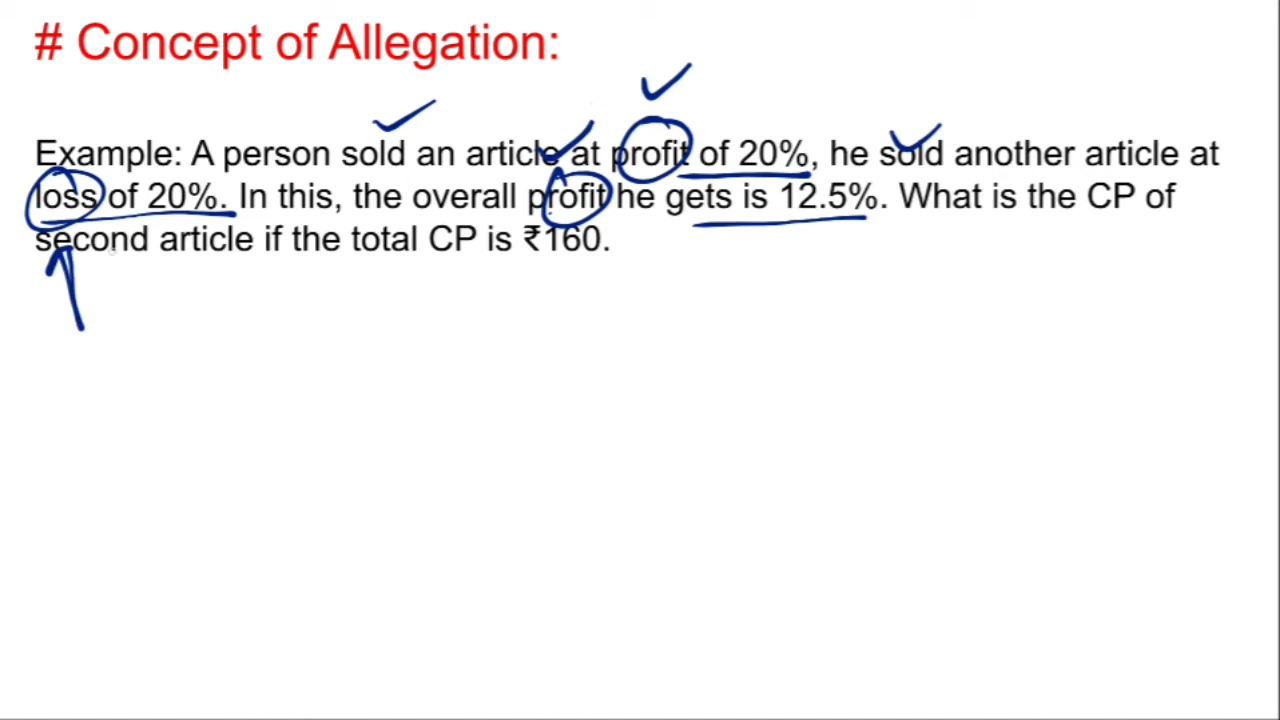 # Concept of Allegation:
Example: A person sold an article at profit of 20%, he sold another article at
loss of 20%. In this, the overall profit he gets is 12.5%. What is the CP of
second article if the total CP is ₹160.